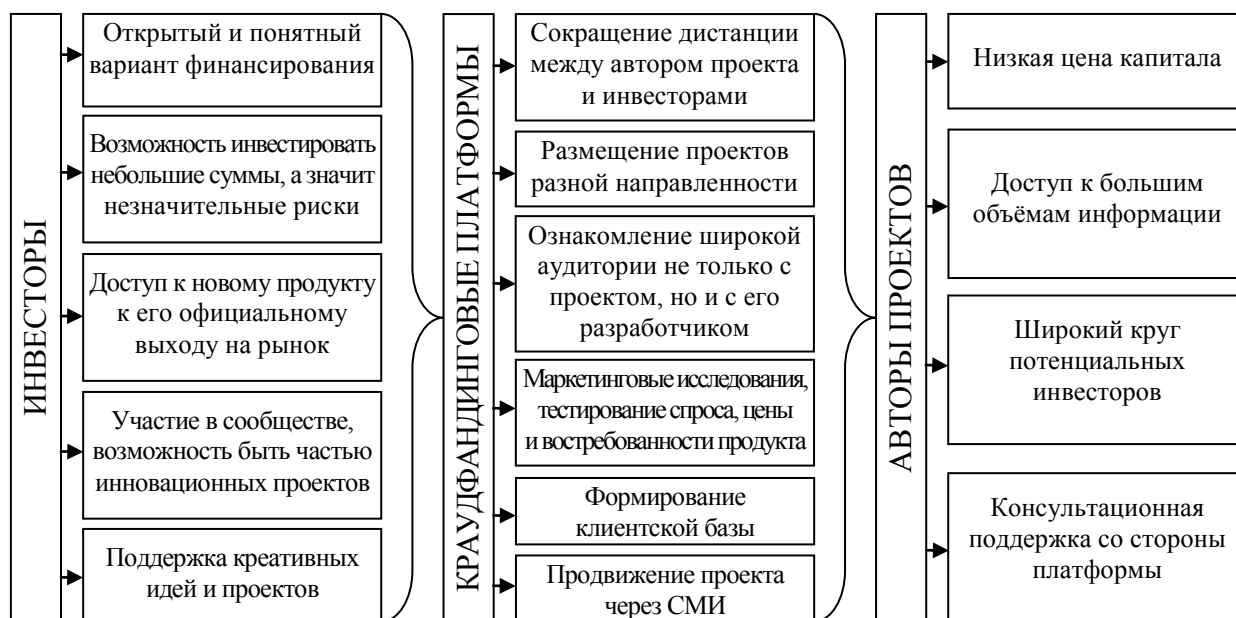 ИНВЕСТОРЫ
Открытый и понятный
вариант финансирования
Возможность инвестировать
небольшие суммы, а значит
незначительные риски
Доступ к новому продукту
к его официальному
выходу на рынок
Участие в сообществе,
возможность быть частью
инновационных проектов
Поддержка креативных
идей и проектов
КРАУДФАНДИНГОВЫЕ ПЛАТФОРМЫ
Сокращение дистанции
между автором проекта
и инвесторами
Размещение проектов
разной направленности
Ознакомление широкой
аудитории не только с
проектом, но и с его
разработчиком
Маркетинговые исследования,
тестирование спроса, цены
и востребованности продукта
Формирование
клиентской базы
Продвижение проекта
через СМИ
АВТОРЫ ПРОЕКТОВ
Низкая цена капитала
Доступ к большим
объёмам информации
Широкий круг
потенциальных
инвесторов
Консультационная
поддержка со стороны
платформы